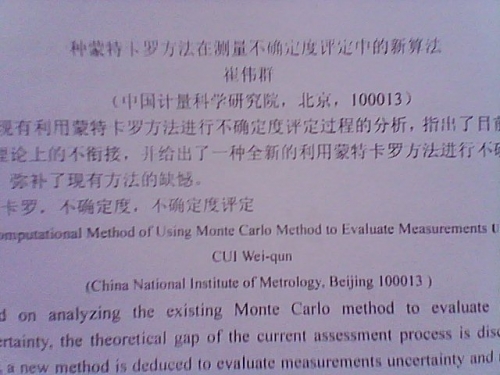 种蒙特卡罗方法在测量不确定度评定中的新算法
崔伟群
（中国计量科学研究院，北京，100013）
现有利用蒙特卡罗方法进行不确定度评定过程的分析，指出了目前
理论上的不衔接，并给出了一种全新的利用蒙特卡罗方法进行不确
弥补了现有方法的缺憾。
卡罗，不确定度，不确定度评定
omputational Method of Using Monte Carlo Method to Evaluate Measurements U
CUI Wei-qun
(China National Institute of Metrology, Beijing 100013 )
d on analyzing the existing Monte Carlo method to evaluate
ertainty, the theoretical gap of the current assessment process is disc
, a new method is deduced to evaluate measurements uncertainty and